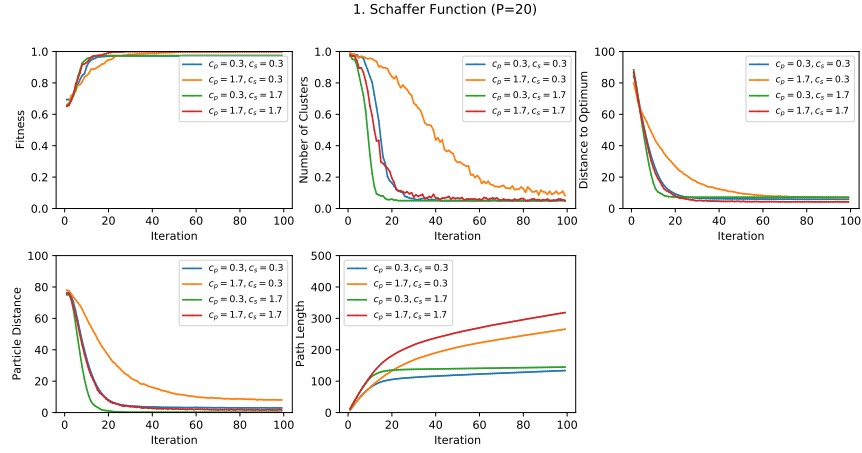 1. Schaffer Function (P=20)
Fitness
1.0
0.8
0.6
0.4
0.2
0.0
0 20 40 60 80 100
Iteration
c_p = 0.3, c_s = 0.3
c_p = 1.7, c_s = 0.3
c_p = 0.3, c_s = 1.7
c_p = 1.7, c_s = 1.7
Number of Clusters
1.0
0.8
0.6
0.4
0.2
0.0
0 20 40 60 80 100
Iteration
c_p = 0.3, c_s = 0.3
c_p = 1.7, c_s = 0.3
c_p = 0.3, c_s = 1.7
c_p = 1.7, c_s = 1.7
Distance to Optimum
100
80
60
40
20
0
0 20 40 60 80 100
Iteration
c_p = 0.3, c_s = 0.3
c_p = 1.7, c_s = 0.3
c_p = 0.3, c_s = 1.7
c_p = 1.7, c_s = 1.7
Particle Distance
100
80
60
40
20
0
0 20 40 60 80 100
Iteration
c_p = 0.3, c_s = 0.3
c_p = 1.7, c_s = 0.3
c_p = 0.3, c_s = 1.7
c_p = 1.7, c_s = 1.7
Path Length
500
400
300
200
100
0
0 20 40 60 80 100
Iteration
c_p = 0.3, c_s = 0.3
c_p = 1.7, c_s = 0.3
c_p = 0.3, c_s = 1.7
c_p = 1.7, c_s = 1.7